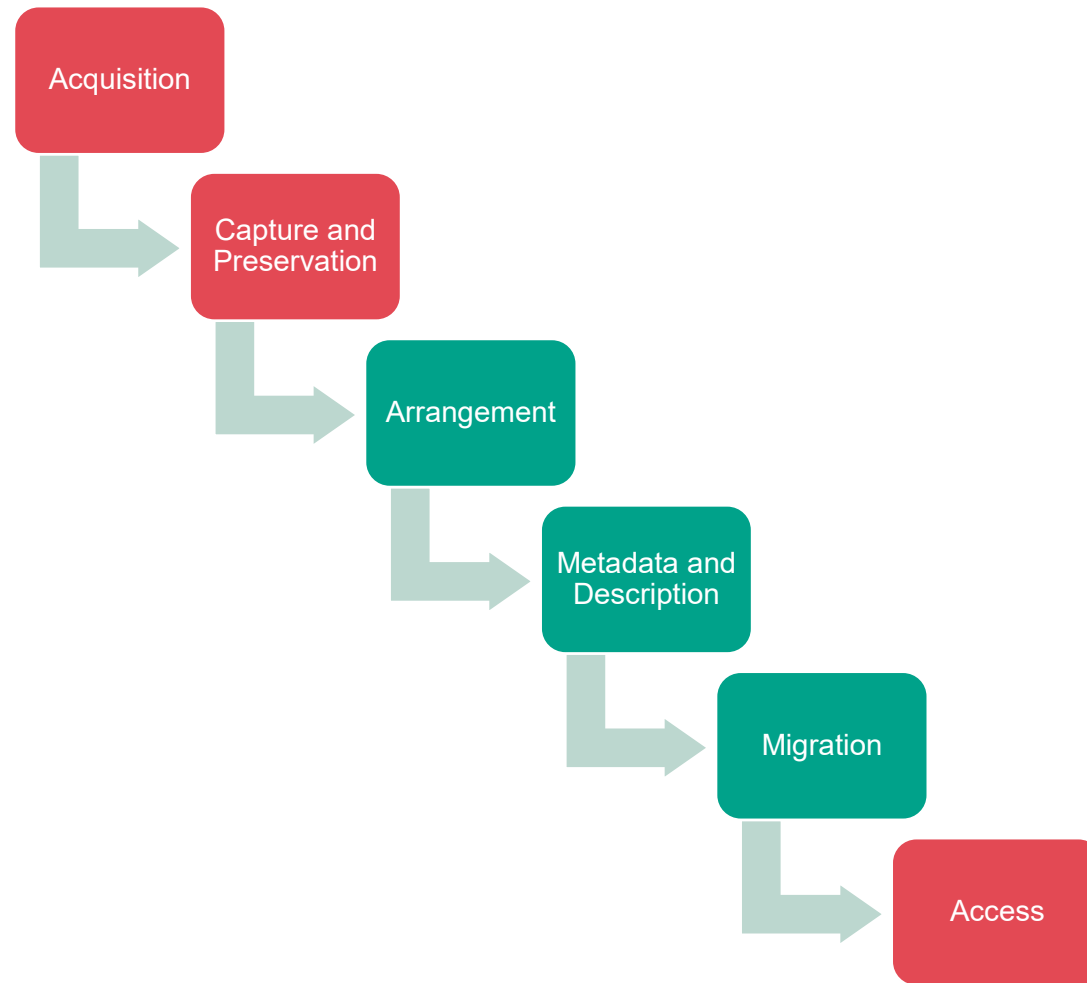 Acquisition
Capture and
Preservation
Arrangement
Metadata and
Description
Migration
Access